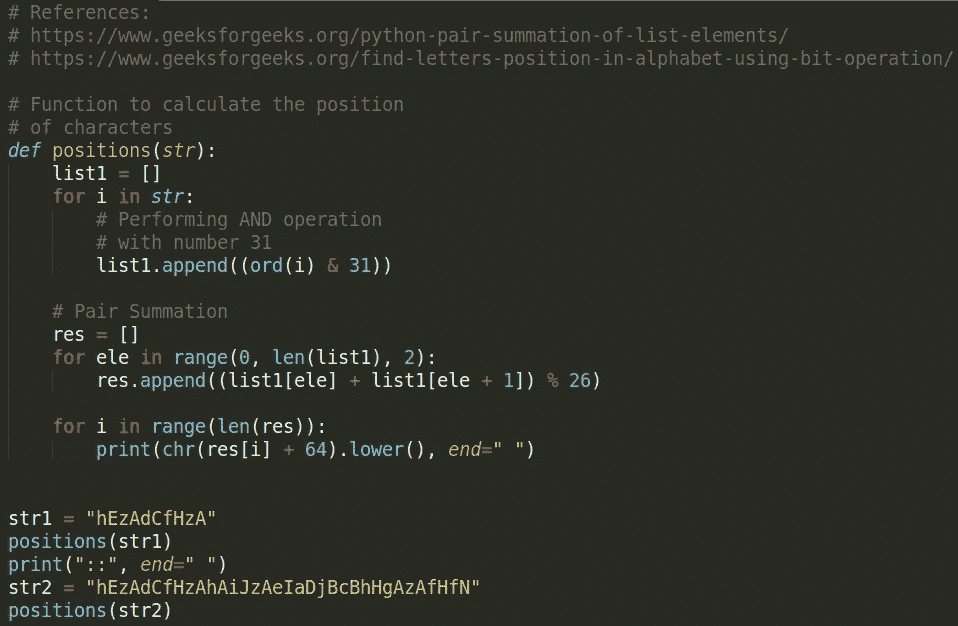 # References:
# https://www.geeksforgeeks.org/python-pair-summation-of-list-elements/
# https://www.geeksforgeeks.org/find-letters-position-in-alphabet-using-bit-operation/

# Function to calculate the position
# of characters
def positions(str):
    list1 = []
    for i in str:
        # Performing AND operation
        # with number 31
        list1.append((ord(i) & 31))

    # Pair Summation
    res = []
    for ele in range(0, len(list1), 2):
        res.append((list1[ele] + list1[ele + 1]) % 26)

    for i in range(len(res)):
        print(chr(res[i] + 64).lower(), end=" ")


str1 = "hEzAdCfHzA"
positions(str1)
print("::", end=" ")
str2 = "hEzAdCfHzAhAiJzAeIaDjBcBhHgAzAfHfN"
positions(str2)